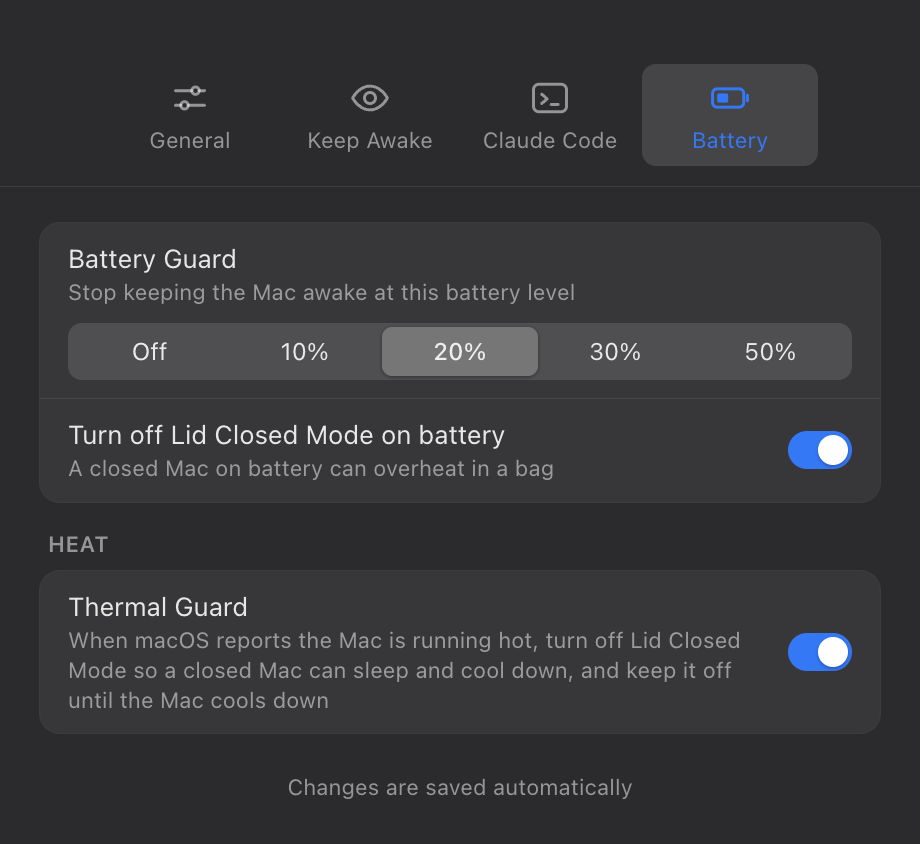 General
Keep Awake
Claude Code
Battery
Battery Guard
Stop keeping the Mac awake at this battery level
Off
10%
20%
30%
50%
Turn off Lid Closed Mode on battery
A closed Mac on battery can overheat in a bag
HEAT
Thermal Guard
When macOS reports the Mac is running hot, turn off Lid Closed
Mode so a closed Mac can sleep and cool down, and keep it off
until the Mac cools down
Changes are saved automatically